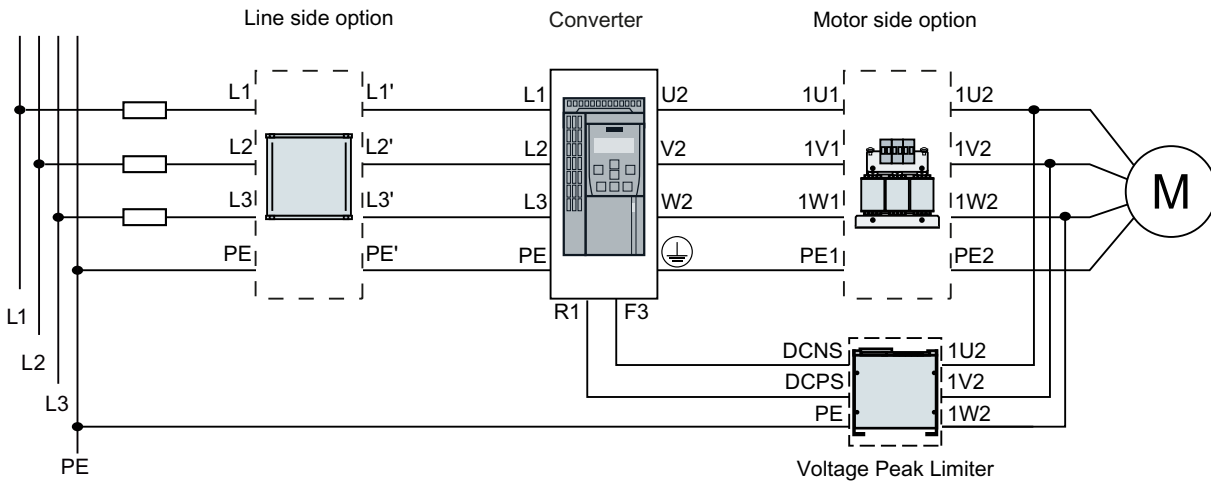 Line side option
Converter
Motor side option
L1
L1'
L1
U2
1U1
1U2
L2
L2'
L2
V2
1V1
1V2
L3
L3'
L3
W2
1W1
1W2
M
PE
PE'
PE
PE1
PE2
R1
F3
L1
L2
L3
PE
DCNS
1U2
DCPS
1V2
PE
1W2
Voltage Peak Limiter